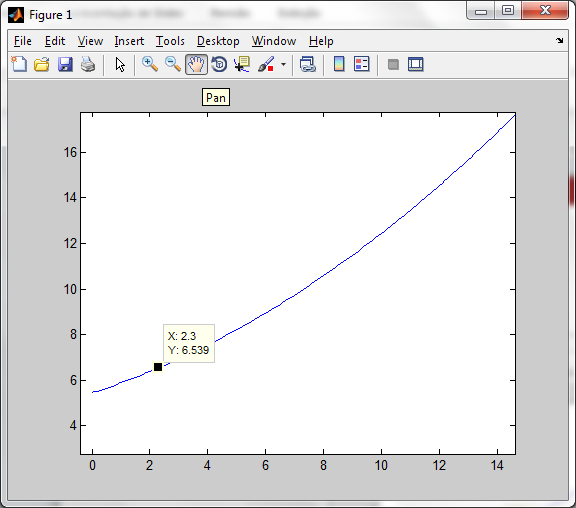 Figure 1
File Edit View Insert Tools Desktop Window Help
Pan
16
14
12
10
8
6
4
X: 2.3
Y: 6.539
0 2 4 6 8 10 12 14